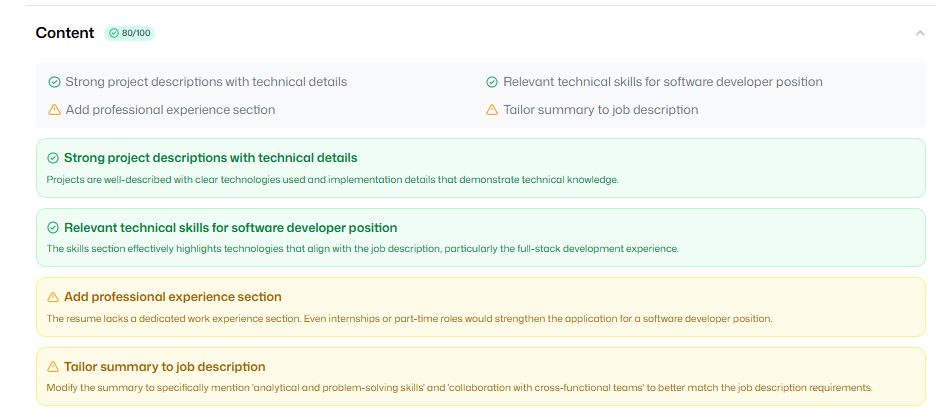 Content 80/100
Strong project descriptions with technical details
Relevant technical skills for software developer position
Add professional experience section
Tailor summary to job description
Strong project descriptions with technical details
Projects are well-described with clear technologies used and implementation details that demonstrate technical knowledge.
Relevant technical skills for software developer position
The skills section effectively highlights technologies that align with the job description, particularly the full-stack development experience.
Add professional experience section
The resume lacks a dedicated work experience section. Even internships or part-time roles would strengthen the application for a software developer position.
Tailor summary to job description
Modify the summary to specifically mention 'analytical and problem-solving skills' and 'collaboration with cross-functional teams' to better match the job description requirements.